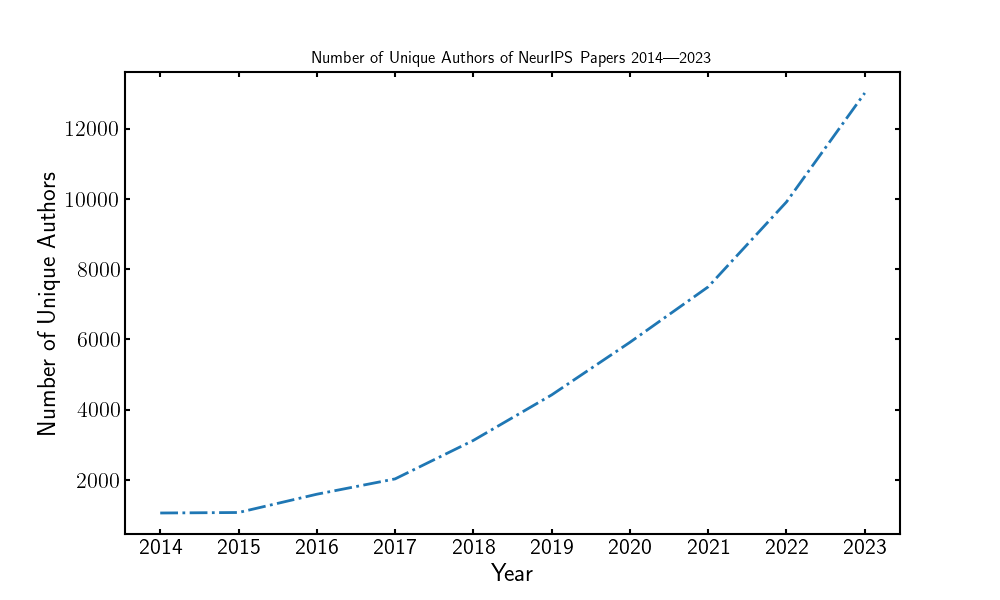 Number of Unique Authors of NeurIPS Papers 2014—2023
Number of Unique Authors
12000
10000
8000
6000
4000
2000
2014 2015 2016 2017 2018 2019 2020 2021 2022 2023
Year